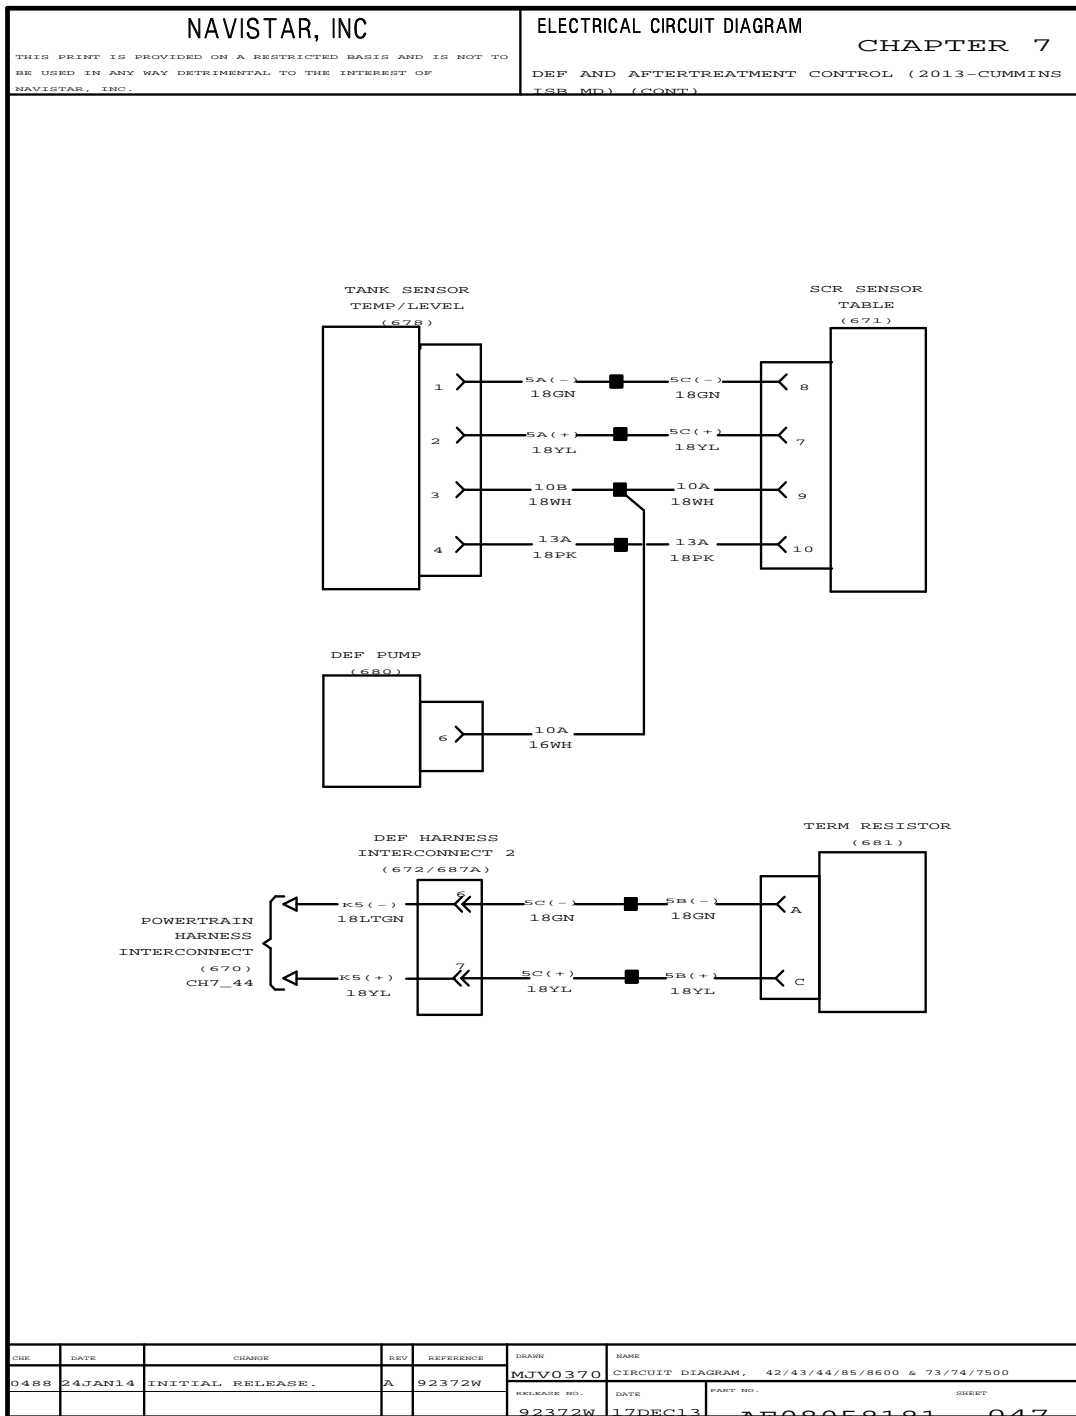 NAVISTAR, INC
THIS PRINT IS PROVIDED ON A RESTRICTED BASIS AND IS NOT TO
BE USED IN ANY WAY DETRIMENTAL TO THE INTEREST OF
NAVISTAR, INC.
ELECTRICAL CIRCUIT DIAGRAM
CHAPTER 7
DEF AND AFTERTREATMENT CONTROL (2013-CUMMINS
ISB MD) (CONT)
TANK SENSOR
TEMP/LEVEL
(678)
SCR SENSOR
TABLE
(671)
1 5A(-) 5C(-) 8
18GN 18GN
2 5A(+) 5C(+) 7
18YL 18YL
3 10B 10A 9
18WH 18WH
4 13A 13A 10
18PK 18PK
DEF PUMP
(680)
6 10A
16WH
DEF HARNESS
INTERCONNECT 2
(672/687A)
TERM RESISTOR
(681)
POWERTRAIN
HARNESS
INTERCONNECT
(670)
CH7_44
K5(-) 6 5C(-) 5B(-) A
18LTGN 18GN 18GN
K5(+) 7 5C(+) 5B(+) C
18YL 18YL 18YL
CHK DATE CHANGE REV REFERENCE
0488 24JAN14 INITIAL RELEASE. A 92372W
DRAWN
MJV0370
NAME
CIRCUIT DIAGRAM, 42/43/44/85/8600 & 73/74/7500
RELEASE NO.
92372W
DATE
17DEC13
PART NO.
SHEET
047